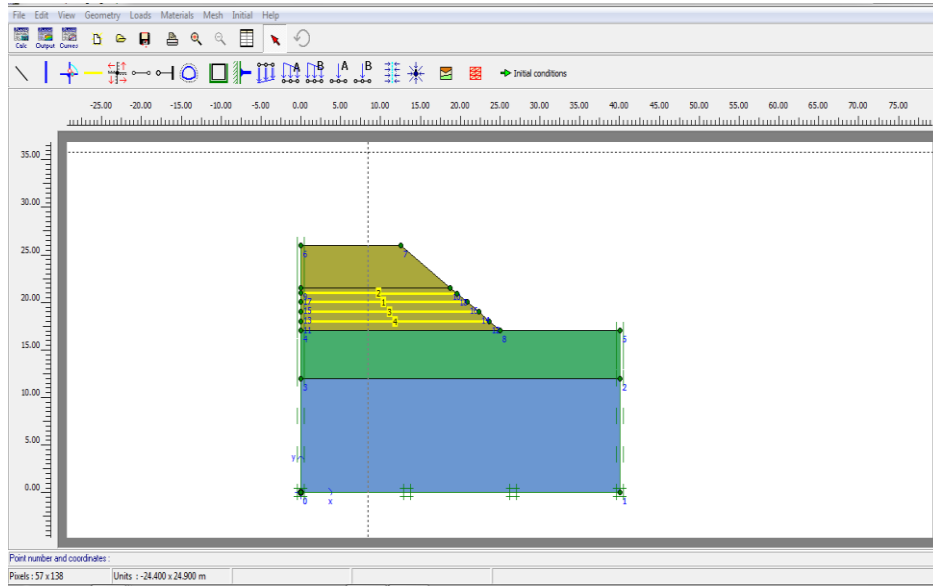 File Edit View Geometry Loads Materials Mesh Initial Help
Calc Output Curves
A B A B Initial conditions
-25.00 -20.00 -15.00 -10.00 -5.00 0.00 5.00 10.00 15.00 20.00 25.00 30.00 35.00 40.00 45.00 50.00 55.00 60.00 65.00 70.00 75.00
35.00
30.00
25.00
6 7
2
20.00 17 1
15 3
13 4
11
4 8 5
15.00
3 2
10.00
5.00
y
0.00
0 x 1
Point number and coordinates :
Pixels : 57 x 138 Units : -24.400 x 24.900 m